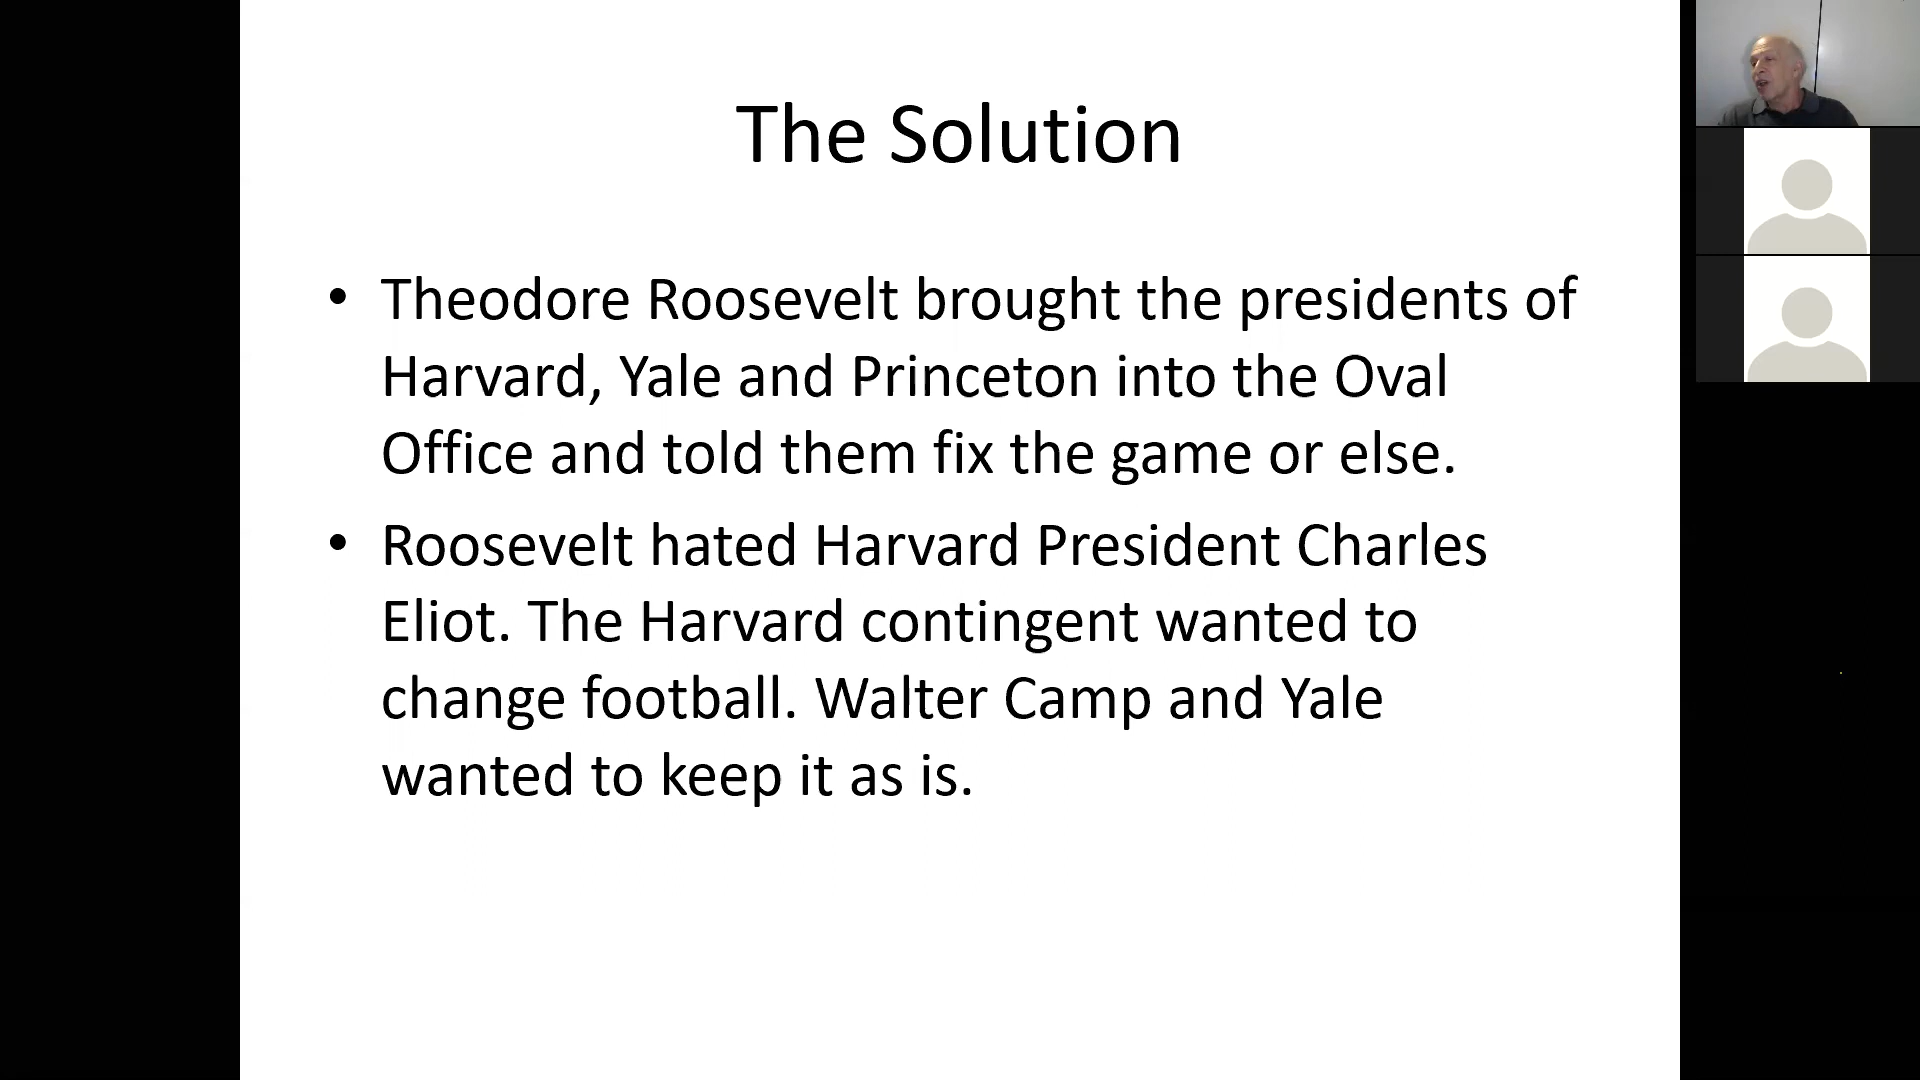 The Solution
• Theodore Roosevelt brought the presidents of
Harvard, Yale and Princeton into the Oval
Office and told them fix the game or else.
• Roosevelt hated Harvard President Charles
Eliot. The Harvard contingent wanted to
change football. Walter Camp and Yale
wanted to keep it as is.